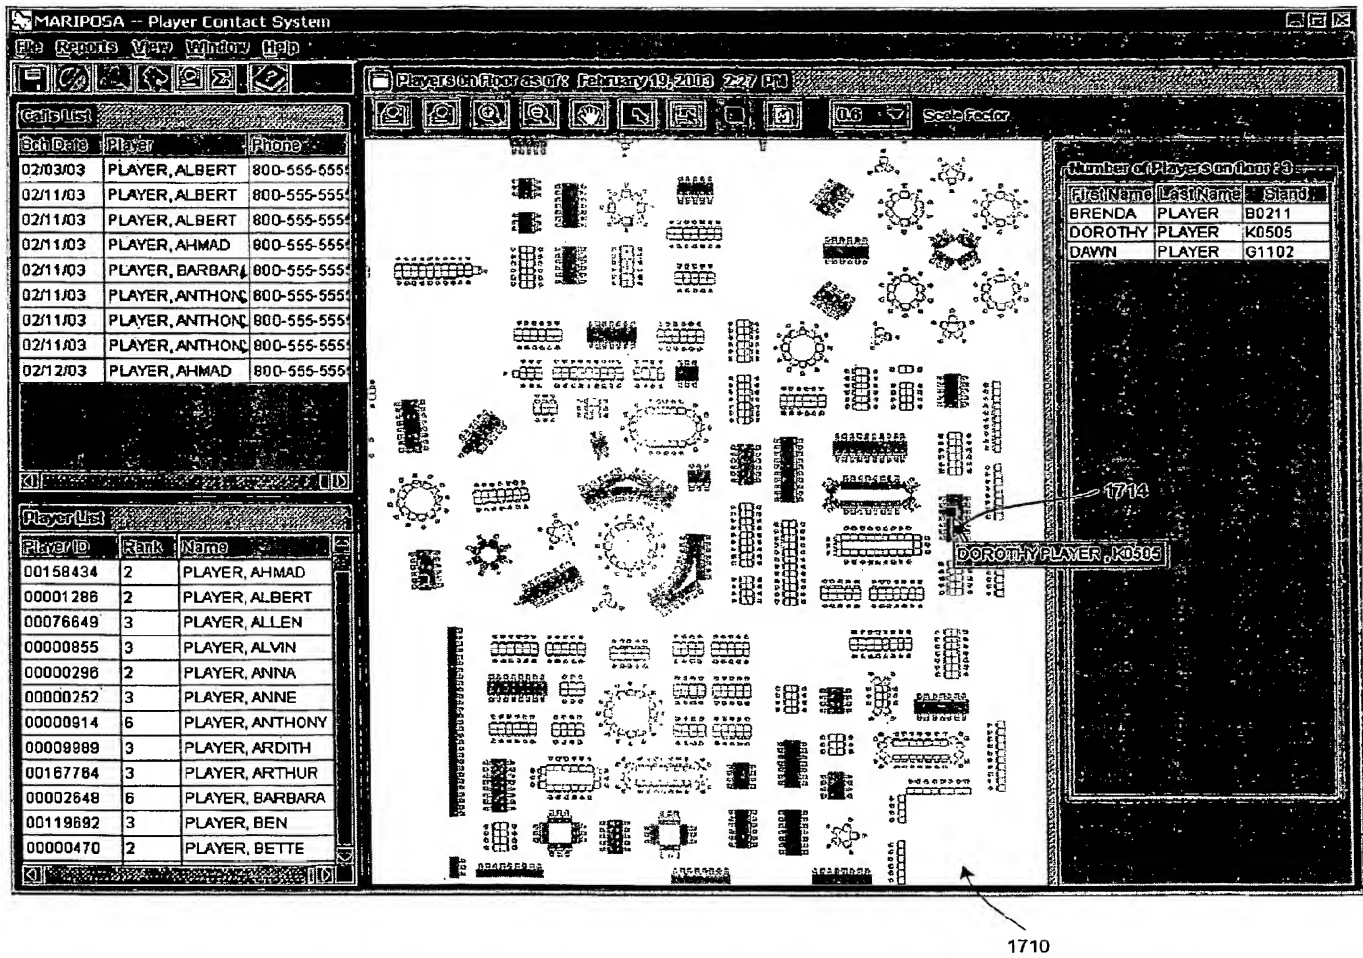 MARIPOSA -- Player Contact System
File Reports View Window Help
Players on Floor as of: February 19, 2003 2:27 PM
0.6 Scale Factor
Calls List
Sch Date Player Phone
02/03/03 PLAYER, ALBERT 800-555-555
02/11/03 PLAYER, ALBERT 800-555-555
02/11/03 PLAYER, ALBERT 800-555-555
02/11/03 PLAYER, AHMAD 800-555-555
02/11/03 PLAYER, BARBARA 800-555-555
02/11/03 PLAYER, ANTHON 800-555-555
02/11/03 PLAYER, ANTHON 800-555-555
02/11/03 PLAYER, ANTHON 800-555-555
02/12/03 PLAYER, AHMAD 800-555-555
Player List
Player ID Rank Name
00158434 2 PLAYER, AHMAD
00001286 2 PLAYER, ALBERT
00076649 3 PLAYER, ALLEN
00000855 3 PLAYER, ALVIN
00000296 2 PLAYER, ANNA
00000252 3 PLAYER, ANNE
00000914 6 PLAYER, ANTHONY
00009989 3 PLAYER, ARDITH
00167764 3 PLAYER, ARTHUR
00002648 6 PLAYER, BARBARA
00119692 3 PLAYER, BEN
00000470 2 PLAYER, BETTE
Number of Players on floor : 3
First Name Last Name Stand
BRENDA PLAYER B0211
DOROTHY PLAYER K0505
DAWN PLAYER G1102
1714
DOROTHY PLAYER , K0505
1710